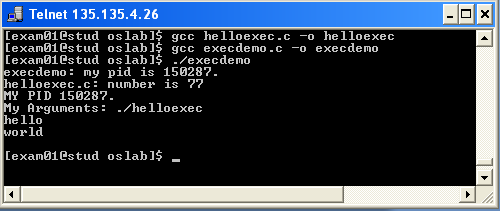 Telnet 135.135.4.26
[exam01@stud oslab]$ gcc helloexec.c -o helloexec
[exam01@stud oslab]$ gcc execdemo.c -o execdemo
[exam01@stud oslab]$ ./execdemo
execdemo: my pid is 150287.
helloexec.c: number is 77
MY PID 150287.
My Arguments: ./helloexec
hello
world
[exam01@stud oslab]$ _